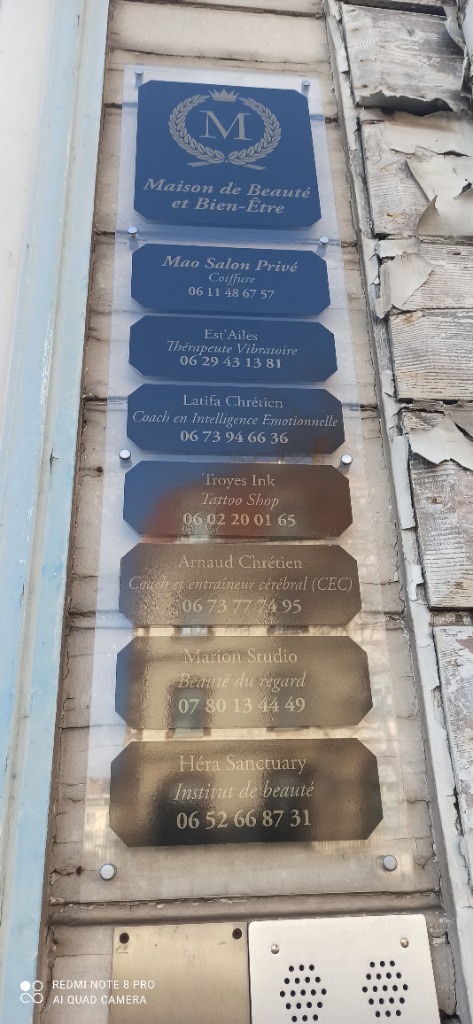 M
Maison de Beauté
et Bien-Être
Mao Salon Privé
Coiffure
06 11 48 67 57
Est'Ailes
Thérapeute Vibratoire
06 29 43 13 81
Latifa Chrétien
Coach en Intelligence Emotionnelle
06 73 94 66 36
Troyes Ink
Tattoo Shop
06 02 20 01 65
Arnaud Chrétien
Coach et entraineur cérébral (CEC)
06 73 77 74 95
Marion Studio
Beauté du regard
07 80 13 44 49
Héra Sanctuary
Institut de beauté
06 52 66 87 31
REDMI NOTE 8 PRO
AI QUAD CAMERA